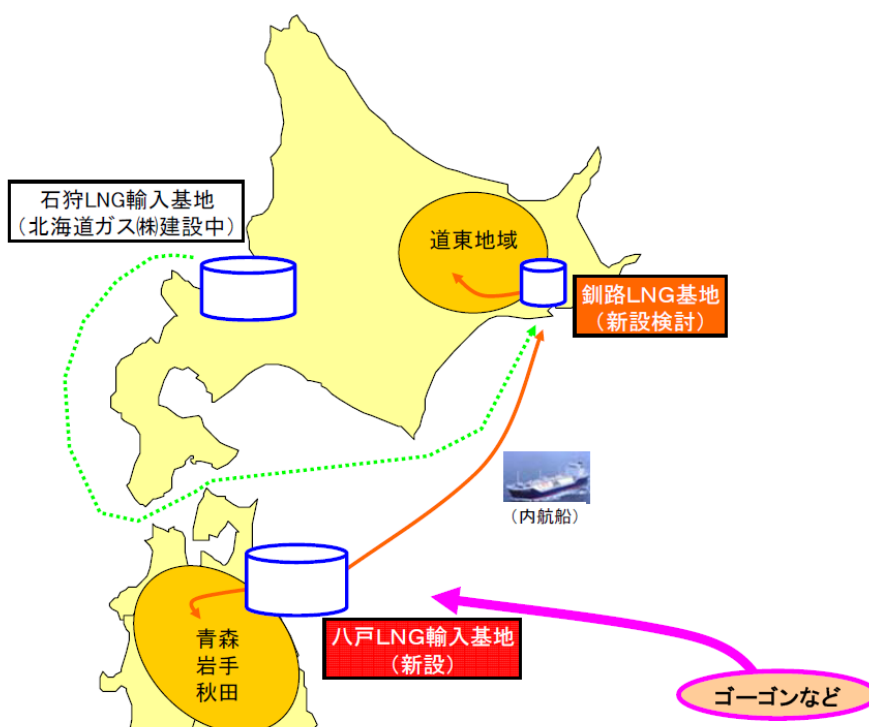 石狩LNG輸入基地
（北海道ガス㈱建設中）
道東地域
釧路LNG基地
（新設検討）
（内航船）
八戸LNG輸入基地
（新設）
青森
岩手
秋田
ゴーゴンなど